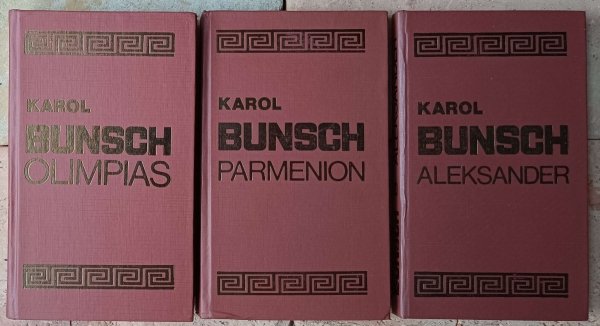 KAROL
BUNSCH
OLIMPIAS
KAROL
BUNSCH
PARMENION
KAROL
BUNSCH
ALEKSANDER